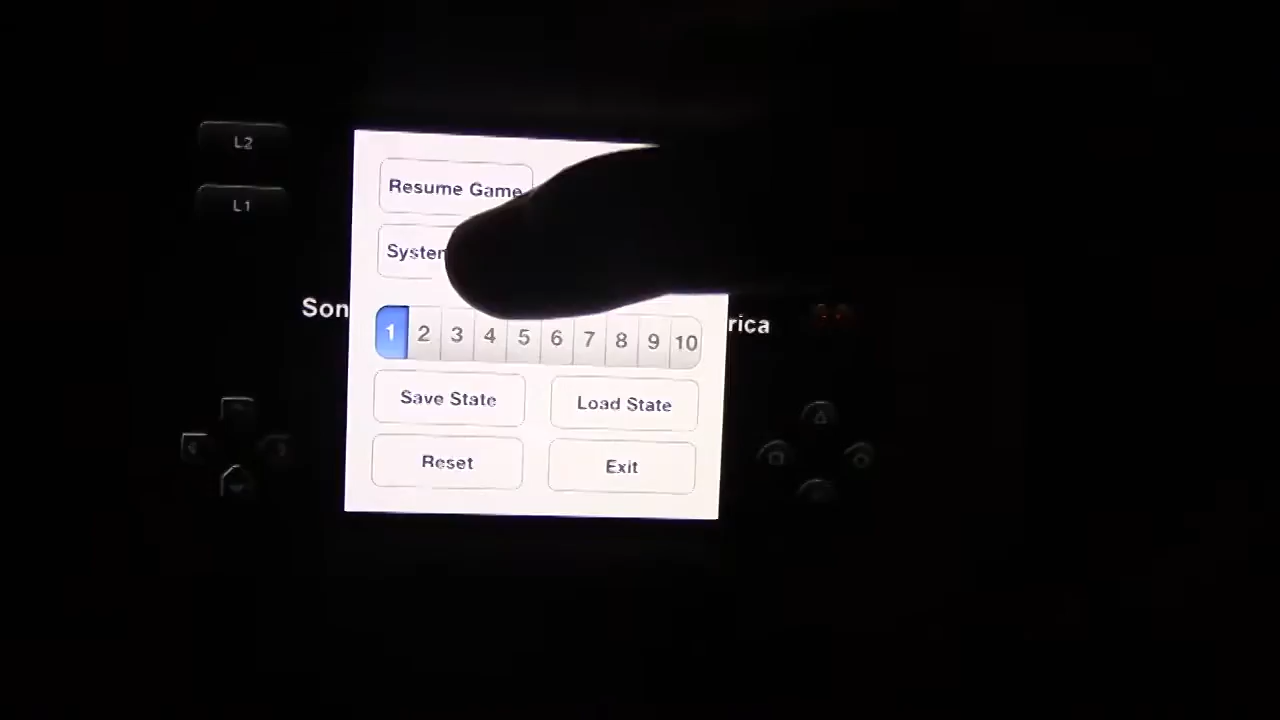 L2
Resume Game
L1
Son
rica
1 2 3 4 5 6 7 8 9 10
Save State
Load State
Reset
Exit